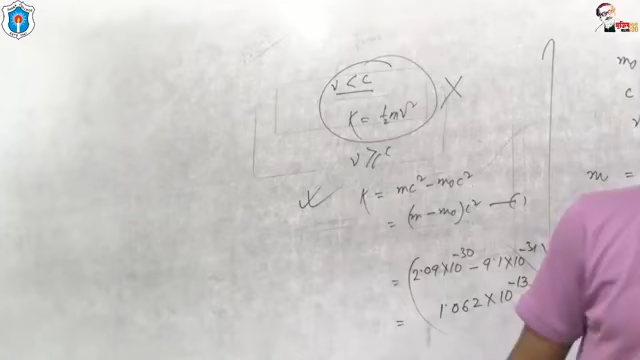 v < c
K = ½mv²
v ≥ c
K = mc² - m₀c²
= (m - m₀)c²
= (2.09×10⁻³⁰ - 9.1×10⁻³¹)
= 1.062×10⁻¹³
m₀
c
v
m =